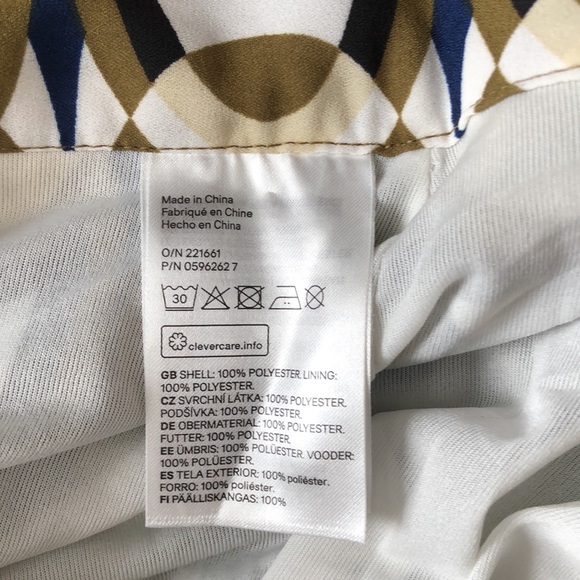 Made in China
Fabriqué en Chine
Hecho en China
O/N 221661
P/N 0596262 7
30
clevercare.info
GB SHELL: 100% POLYESTER. LINING:
100% POLYESTER.
CZ SVRCHNÍ LÁTKA: 100% POLYESTER.
PODŠÍVKA: 100% POLYESTER.
DE OBERMATERIAL: 100% POLYESTER.
FUTTER: 100% POLYESTER.
EE ÜMBRIS: 100% POLÜESTER. VOODER:
100% POLÜESTER.
ES TELA EXTERIOR: 100% poliéster.
FORRO: 100% poliéster.
FI PÄÄLLISKANGAS: 100%